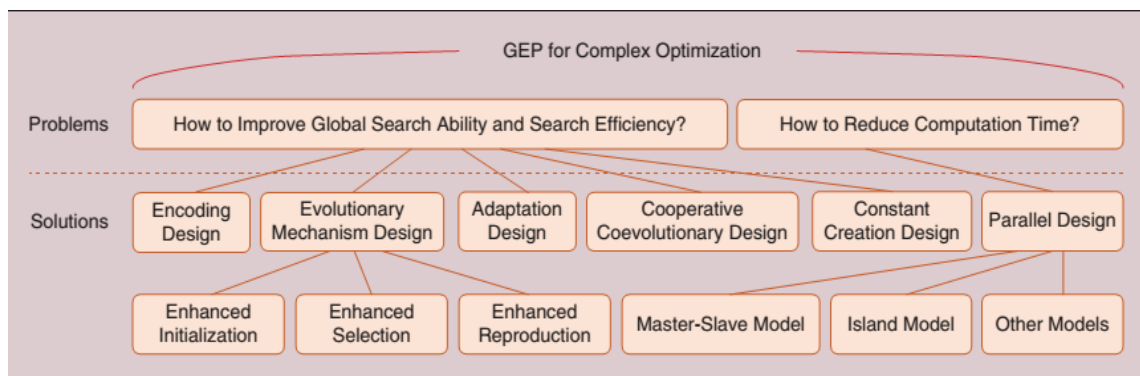 GEP for Complex Optimization
Problems
How to Improve Global Search Ability and Search Efficiency?
How to Reduce Computation Time?
Solutions
Encoding
Design
Evolutionary
Mechanism Design
Adaptation
Design
Cooperative
Coevolutionary Design
Constant
Creation Design
Parallel Design
Enhanced
Initialization
Enhanced
Selection
Enhanced
Reproduction
Master-Slave Model
Island Model
Other Models